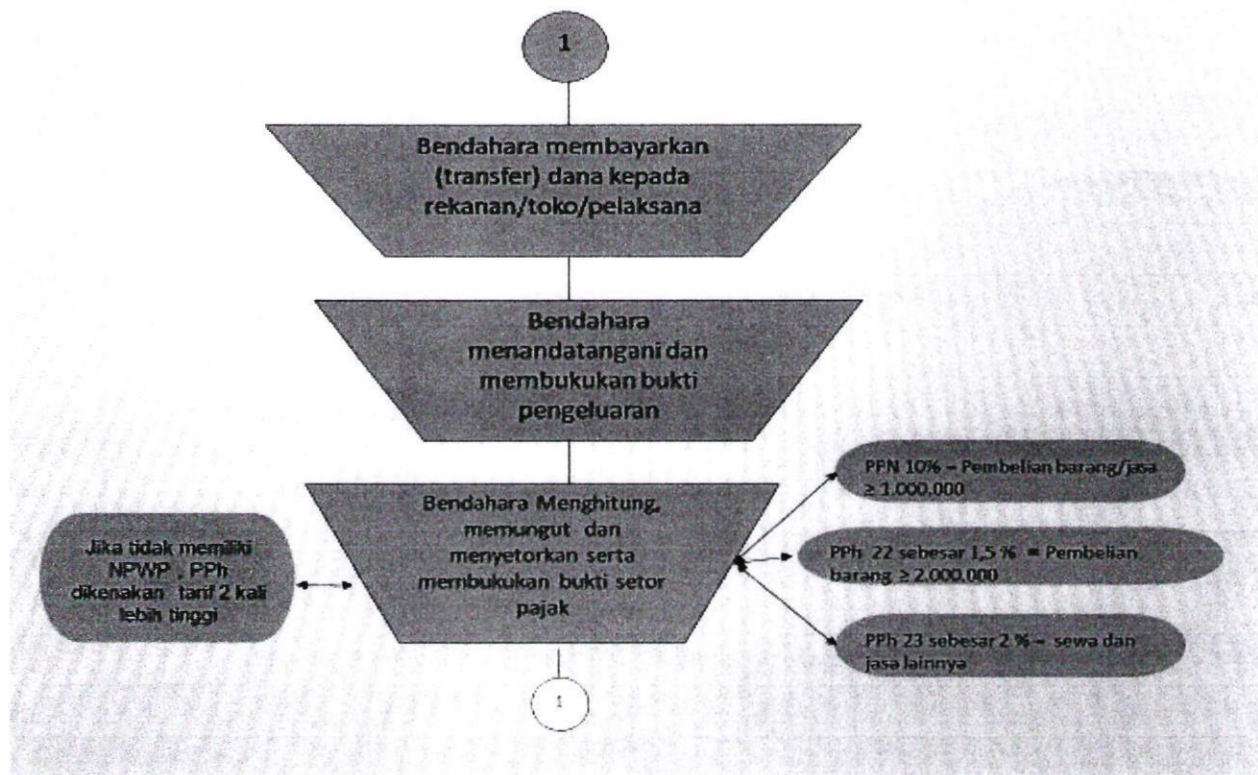 1
Bendahara membayarkan
(transfer) dana kepada
rekanan/toko/pelaksana
Bendahara
menandatangani dan
membukukan bukti
pengeluaran
Bendahara Menghitung,
memungut dan
menyetorkan serta
membukukan bukti setor
pajak
Jika tidak memiliki
NPWP , PPh
dikenakan tarif 2 kali
lebih tinggi
PPN 10% – Pembelian barang/jasa
≥ 1.000.000
PPh 22 sebesar 1,5 % = Pembelian
barang ≥ 2.000.000
PPh 23 sebesar 2 % – sewa dan
jasa lainnya
1